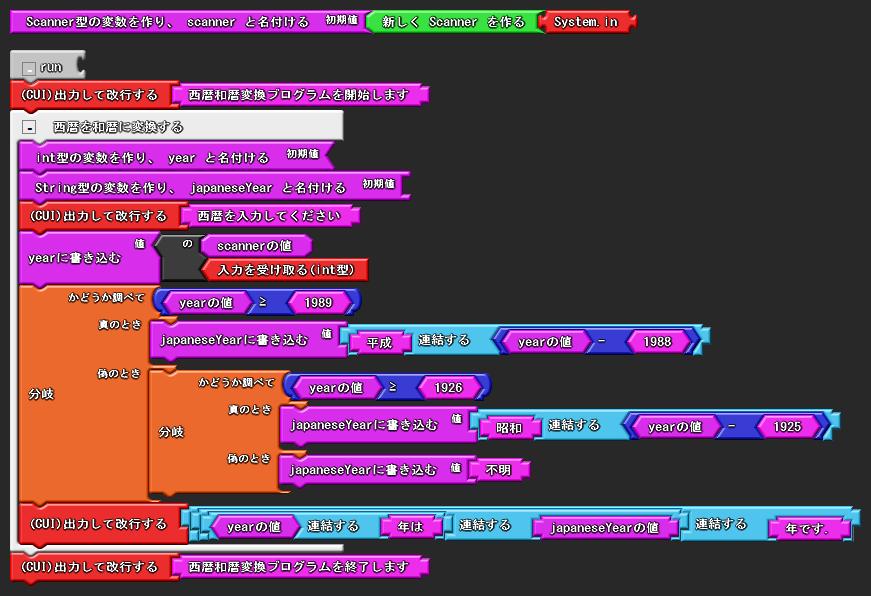 Scanner型の変数を作り、 scanner と名付ける 初期値 新しく Scanner を作る System.in
run
(CUI)出力して改行する 西暦和暦変換プログラムを開始します
- 西暦を和暦に変換する
int型の変数を作り、 year と名付ける 初期値
String型の変数を作り、 japaneseYear と名付ける 初期値
(CUI)出力して改行する 西暦を入力してください
yearに書き込む 値 の scannerの値
入力を受け取る(int型)
かどうか調べて yearの値 ≥ 1989
真のとき japaneseYearに書き込む 値 平成 連結する yearの値 - 1988
分岐 偽のとき かどうか調べて yearの値 ≥ 1926
分岐 真のとき japaneseYearに書き込む 値 昭和 連結する yearの値 - 1925
偽のとき japaneseYearに書き込む 値 不明
(CUI)出力して改行する yearの値 連結する 年は 連結する japaneseYearの値 連結する 年です.
(CUI)出力して改行する 西暦和暦変換プログラムを終了します